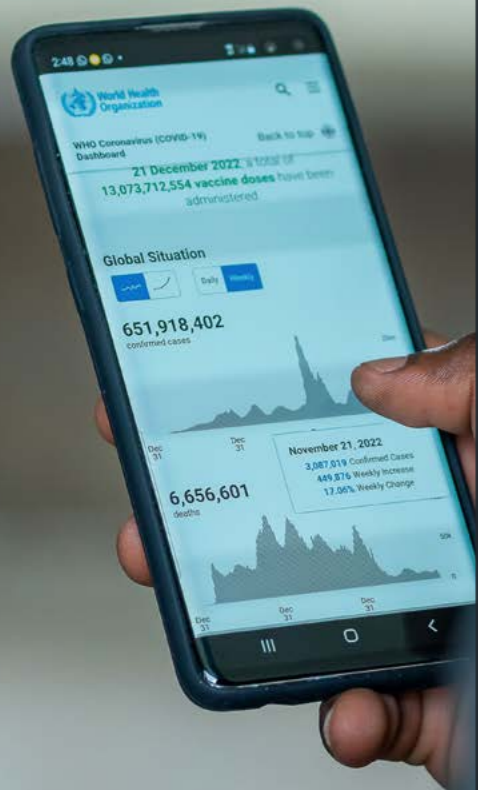 2:48
World Health
Organization
WHO Coronavirus (COVID-19)
Dashboard
Back to top
21 December 2022, a total of
13,073,712,554 vaccine doses have been
administered
Global Situation
Daily
Weekly
651,918,402
confirmed cases
Dec
31
Dec
31
November 21, 2022
3,087,019 Confirmed Cases
449,876 Weekly Increase
17.06% Weekly Change
6,656,601
deaths
50k
0
Dec
31
Dec
31
Dec
31